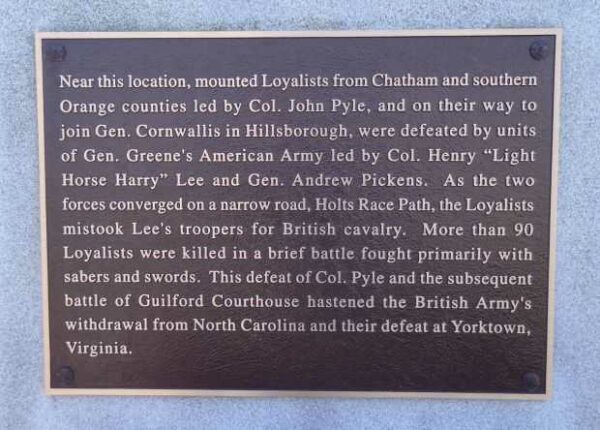 Near this location, mounted Loyalists from Chatham and southern
Orange counties led by Col. John Pyle, and on their way to
join Gen. Cornwallis in Hillsborough, were defeated by units
of Gen. Greene's American Army led by Col. Henry “Light
Horse Harry” Lee and Gen. Andrew Pickens. As the two
forces converged on a narrow road, Holts Race Path, the Loyalists
mistook Lee's troopers for British cavalry. More than 90
Loyalists were killed in a brief battle fought primarily with
sabers and swords. This defeat of Col. Pyle and the subsequent
battle of Guilford Courthouse hastened the British Army's
withdrawal from North Carolina and their defeat at Yorktown,
Virginia.